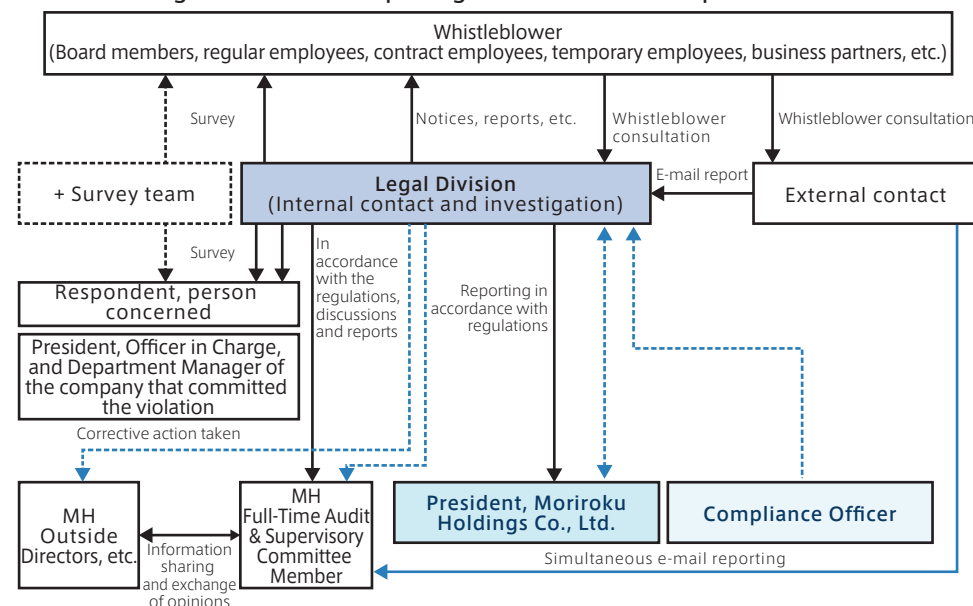 Whistleblower
(Board members, regular employees, contract employees, temporary employees, business partners, etc.)
Survey
Notices, reports, etc.
Whistleblower
consultation
Whistleblower consultation
+ Survey team
Legal Division
(Internal contact and investigation)
E-mail report
External contact
Survey
In
accordance
with the
regulations,
discussions
and reports
Reporting in
accordance with
regulations
Respondent, person
concerned
President, Officer in Charge,
and Department Manager of
the company that committed
the violation
Corrective action taken
MH
Outside
Directors, etc.
Information
sharing
and exchange
of opinions
MH
Full-Time Audit
& Supervisory
Committee
Member
President, Moriroku
Holdings Co., Ltd.
Compliance Officer
Simultaneous e-mail reporting